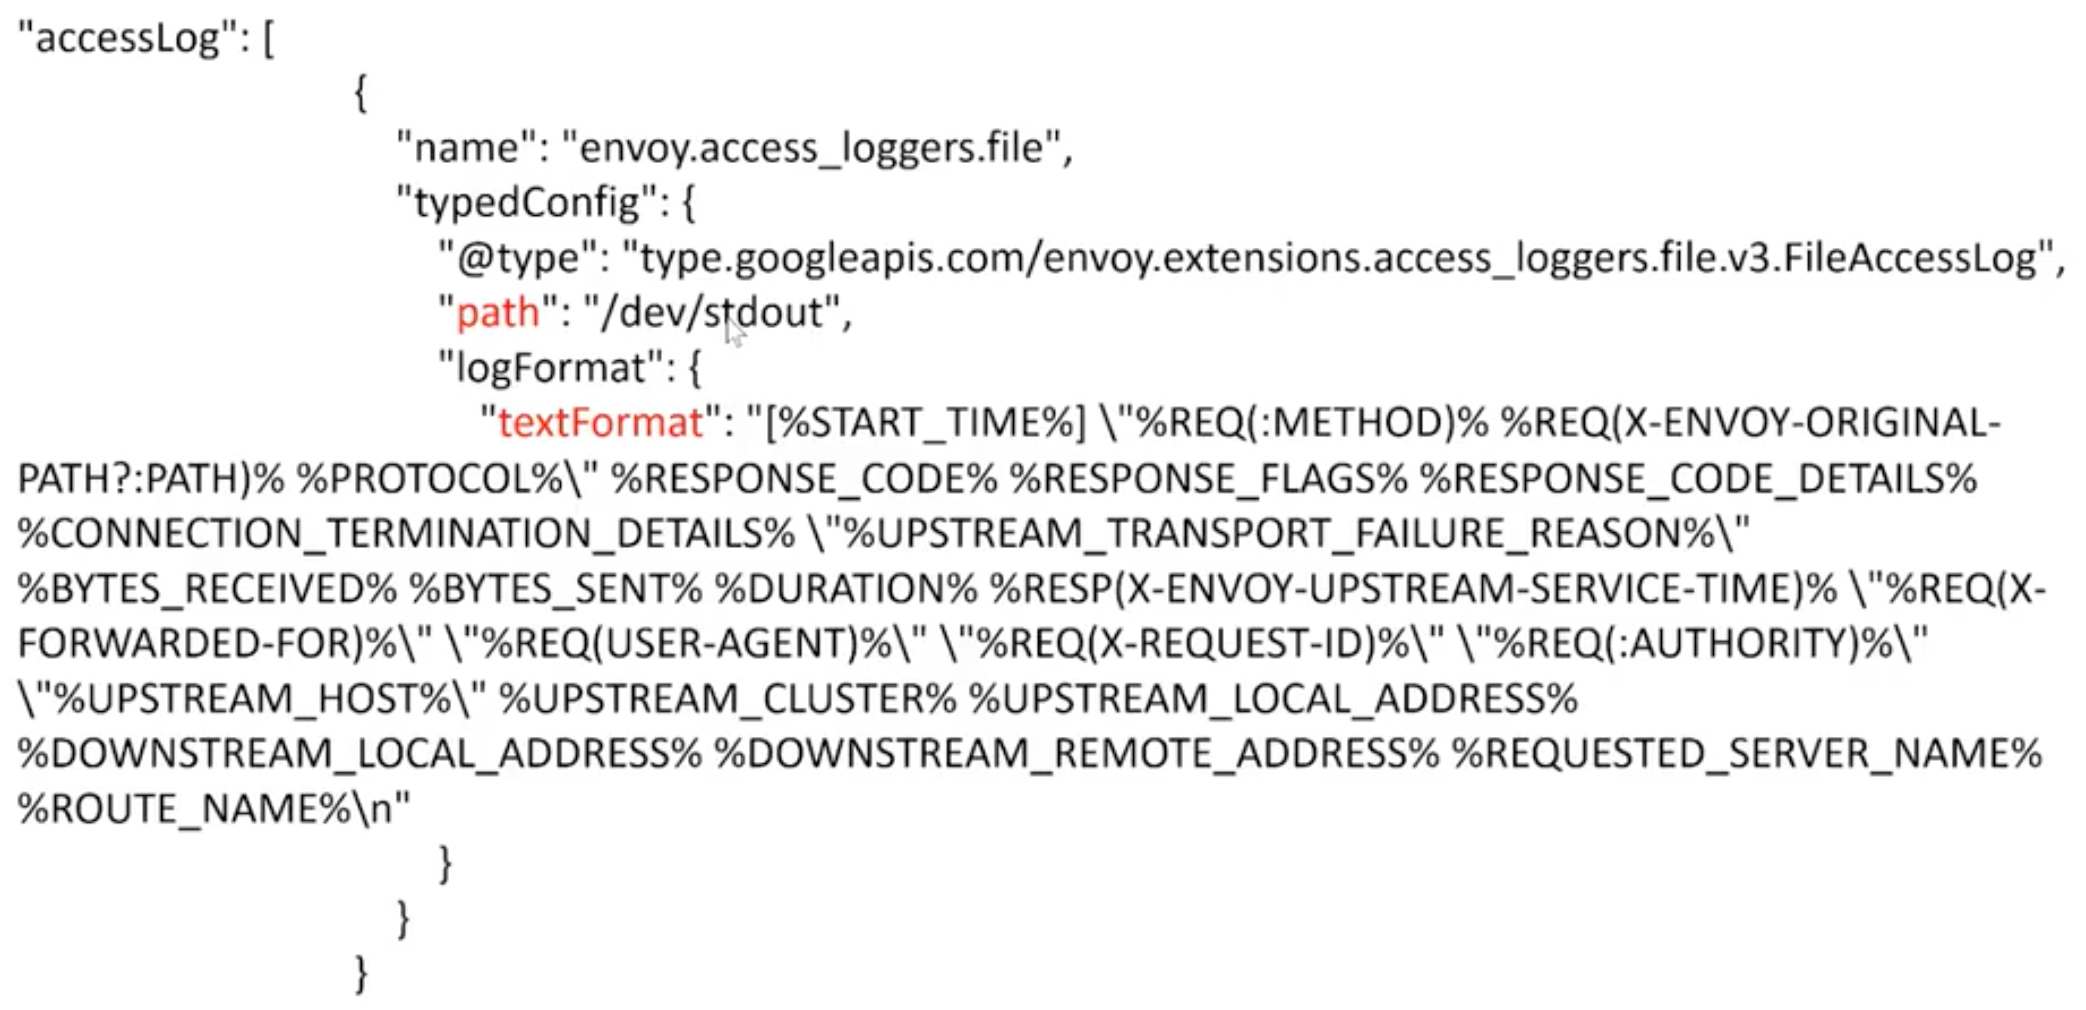 "accessLog": [
{
"name": "envoy.access_loggers.file",
"typedConfig": {
"@type": "type.googleapis.com/envoy.extensions.access_loggers.file.v3.FileAccessLog",
"path": "/dev/stdout",
"logFormat": {
"textFormat": "[%START_TIME%] \"%REQ(:METHOD)% %REQ(X-ENVOY-ORIGINAL-
PATH?:PATH)% %PROTOCOL%\" %RESPONSE_CODE% %RESPONSE_FLAGS% %RESPONSE_CODE_DETAILS%
%CONNECTION_TERMINATION_DETAILS% \"%UPSTREAM_TRANSPORT_FAILURE_REASON%\"
%BYTES_RECEIVED% %BYTES_SENT% %DURATION% %RESP(X-ENVOY-UPSTREAM-SERVICE-TIME)% \"%REQ(X-
FORWARDED-FOR)%\" \"%REQ(USER-AGENT)%\" \"%REQ(X-REQUEST-ID)%\" \"%REQ(:AUTHORITY)%\"
\"%UPSTREAM_HOST%\" %UPSTREAM_CLUSTER% %UPSTREAM_LOCAL_ADDRESS%
%DOWNSTREAM_LOCAL_ADDRESS% %DOWNSTREAM_REMOTE_ADDRESS% %REQUESTED_SERVER_NAME%
%ROUTE_NAME%\n"
}
}
}